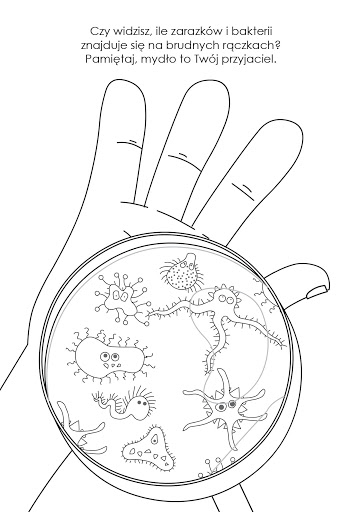 Czy widzisz, ile zarazków i bakterii
znajduje się na brudnych rączkach?
Pamiętaj, mydło to Twój przyjaciel.